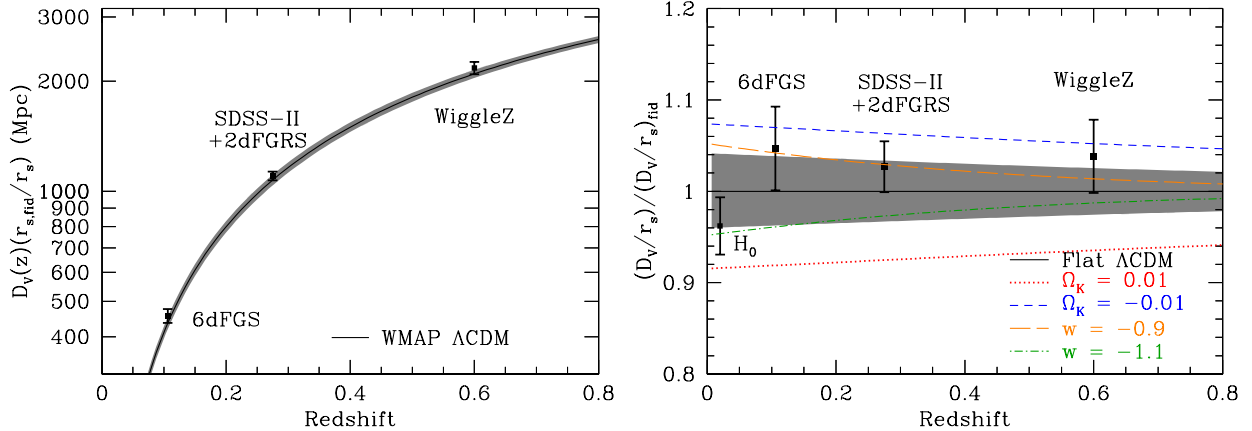 3000
2000
1000
900
800
700
600
500
400
D_V(z)(r_{s,fid}/r_s) (Mpc)
SDSS-II
+2dFGRS
WiggleZ
6dFGS
WMAP ΛCDM
0
0.2
0.4
0.6
0.8
Redshift
1.2
1.1
1
0.9
0.8
(D_V/r_s)/(D_V/r_s)_{fid}
6dFGS
SDSS-II
+2dFGRS
WiggleZ
H_0
Flat ΛCDM
Ω_K = 0.01
Ω_K = -0.01
w = -0.9
w = -1.1
0
0.2
0.4
0.6
0.8
Redshift